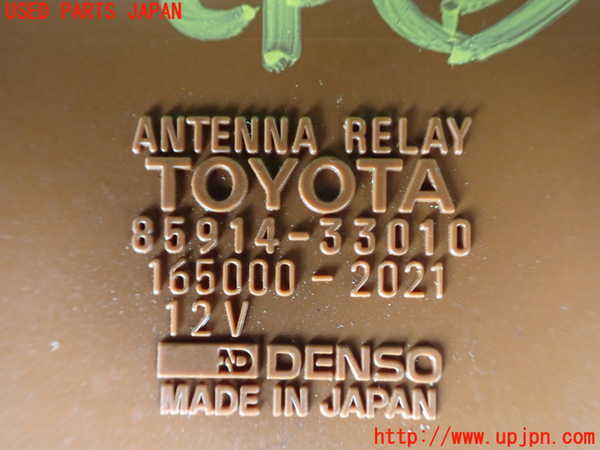 USED PARTS JAPAN
ANTENNA RELAY
TOYOTA
85914-33010
165000-2021
12V
ND DENSO
MADE IN JAPAN
http://www.upjpn.com/